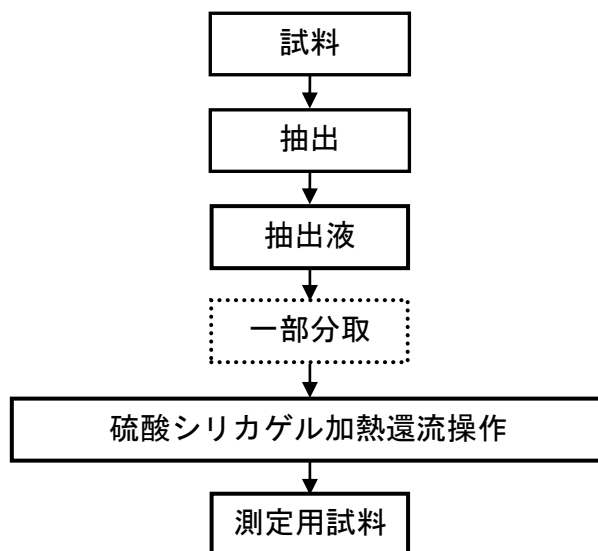 試料
抽出
抽出液
一部分取
硫酸シリカゲル加熱還流操作
測定用試料